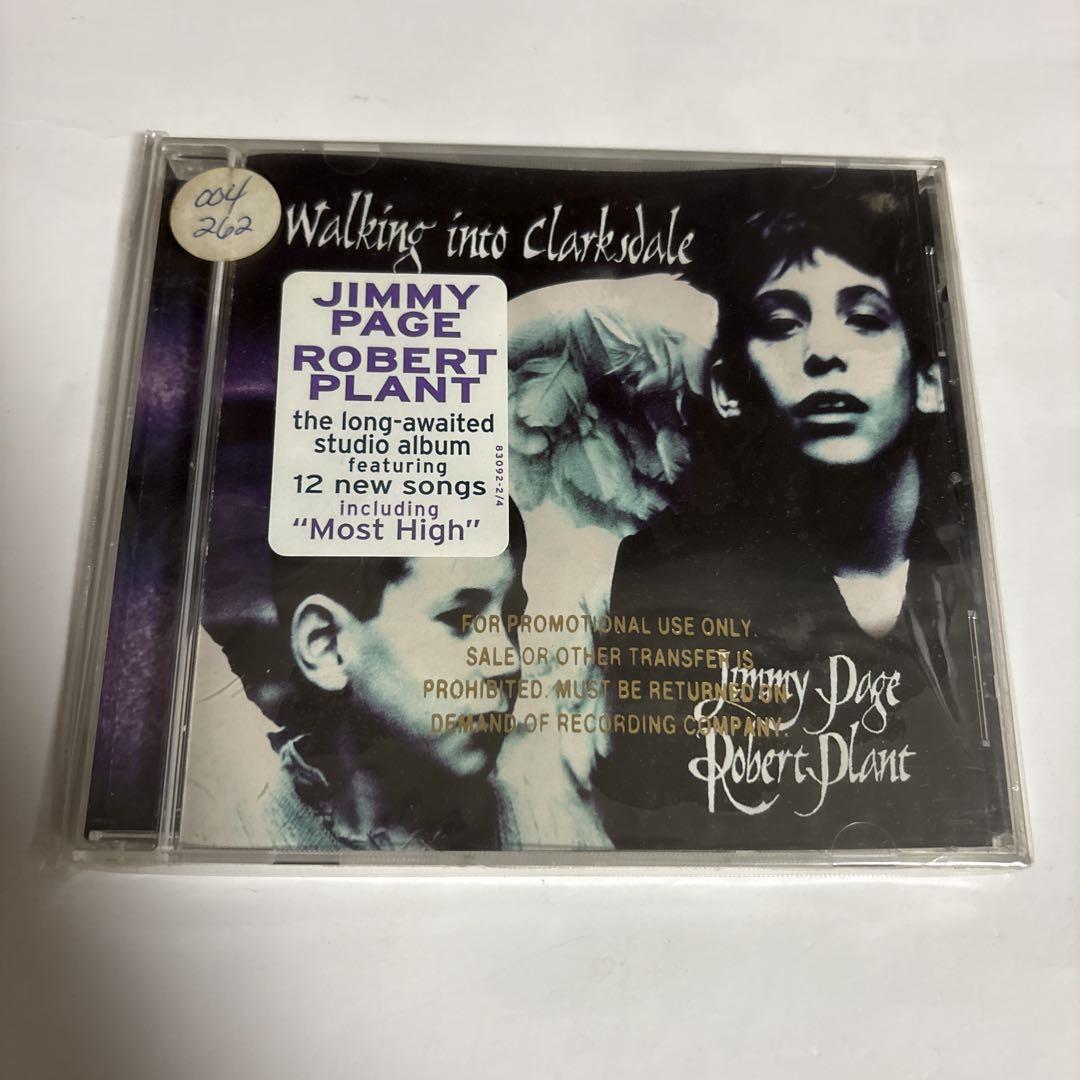 004
262
Walking into Clarksdale
JIMMY
PAGE
ROBERT
PLANT
the long-awaited
studio album
featuring
12 new songs
including
"Most High"
83092-2/4
FOR PROMOTIONAL USE ONLY.
SALE OR OTHER TRANSFER IS
PROHIBITED. MUST BE RETURNED ON
DEMAND OF RECORDING COMPANY.
Jimmy Page
Robert Plant